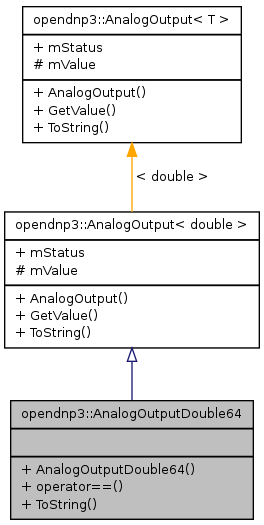 opendnp3::AnalogOutput< T >
+ mStatus
# mValue
+ AnalogOutput()
+ GetValue()
+ ToString()
< double >
opendnp3::AnalogOutput< double >
+ mStatus
# mValue
+ AnalogOutput()
+ GetValue()
+ ToString()
opendnp3::AnalogOutputDouble64
+ AnalogOutputDouble64()
+ operator==()
+ ToString()